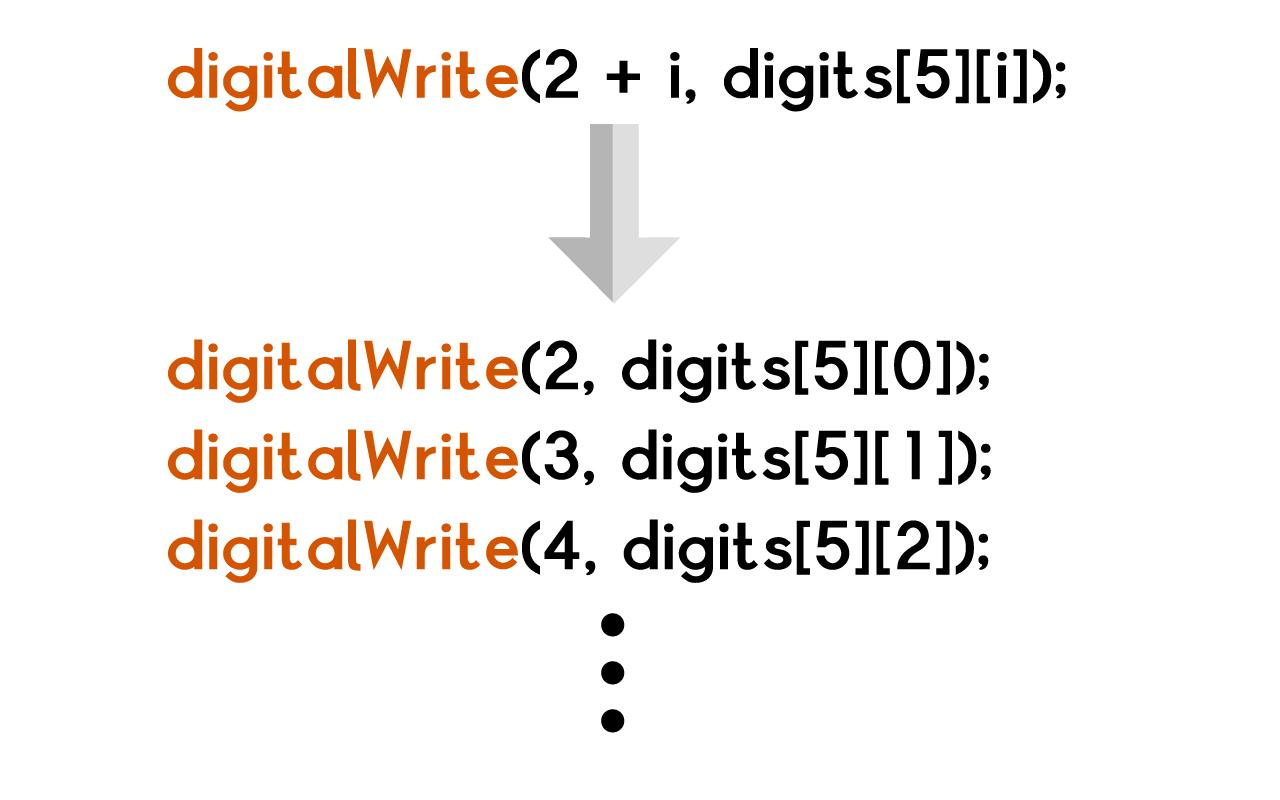 digitalWrite(2 + i, digits[5][i]);
digitalWrite(2, digits[5][0]);
digitalWrite(3, digits[5][1]);
digitalWrite(4, digits[5][2]);